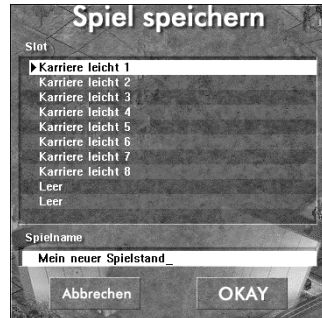 Spiel speichern
Slot
Karriere leicht 1
Karriere leicht 2
Karriere leicht 3
Karriere leicht 4
Karriere leicht 5
Karriere leicht 6
Karriere leicht 7
Karriere leicht 8
Leer
Leer
Spielname
Mein neuer Spielstand_
Abbrechen OKAY